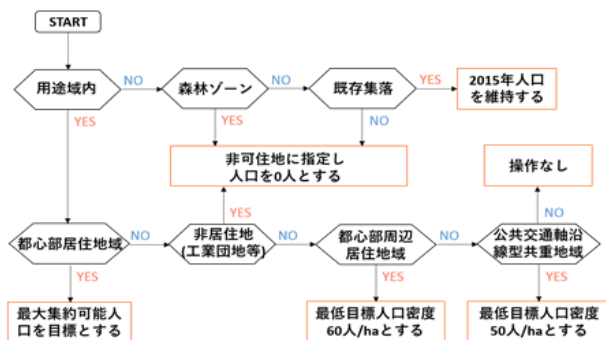 START
用途域内
NO
森林ゾーン
NO
既存集落
YES
2015年人口
を維持する
YES
YES
NO
非可住地に指定し
人口を0人とする
操作なし
YES
NO
都心部居住地域
NO
非居住地
(工業団地等)
NO
都心部周辺
居住地域
NO
公共交通軸沿
線型共重地域
YES
YES
YES
最大集約可能人
口を目標とする
最低目標人口密度
60人/haとする
最低目標人口密度
50人/haとする